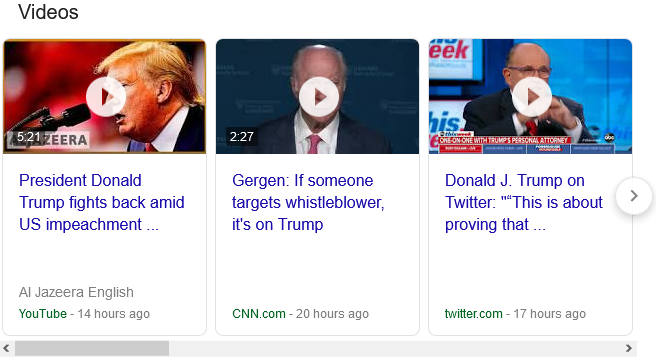 Videos
5:21
ZEERA
President Donald
Trump fights back amid
US impeachment ...
Al Jazeera English
YouTube - 14 hours ago
2:27
Gergen: If someone
targets whistleblower,
it's on Trump
CNN.com - 20 hours ago
this week
ONE-ON-ONE WITH TRUMP'S PERSONAL ATTORNEY
abc
Donald J. Trump on
Twitter: "“This is about
proving that ...
twitter.com - 17 hours ago